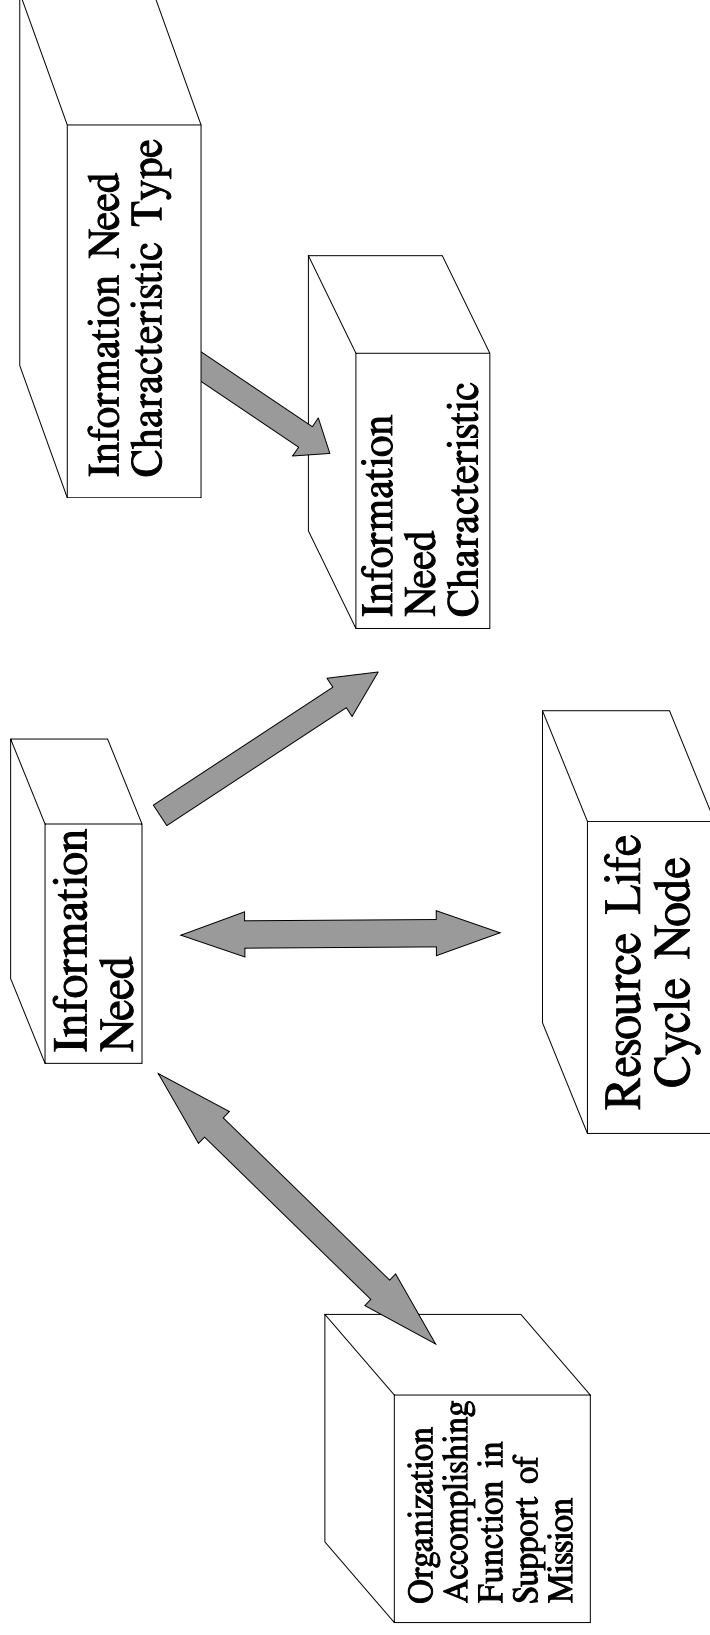 Information Need
Characteristic Type
Information
Need
Characteristic
Information
Need
Resource Life
Cycle Node
Organization
Accomplishing
Function in
Support of
Mission